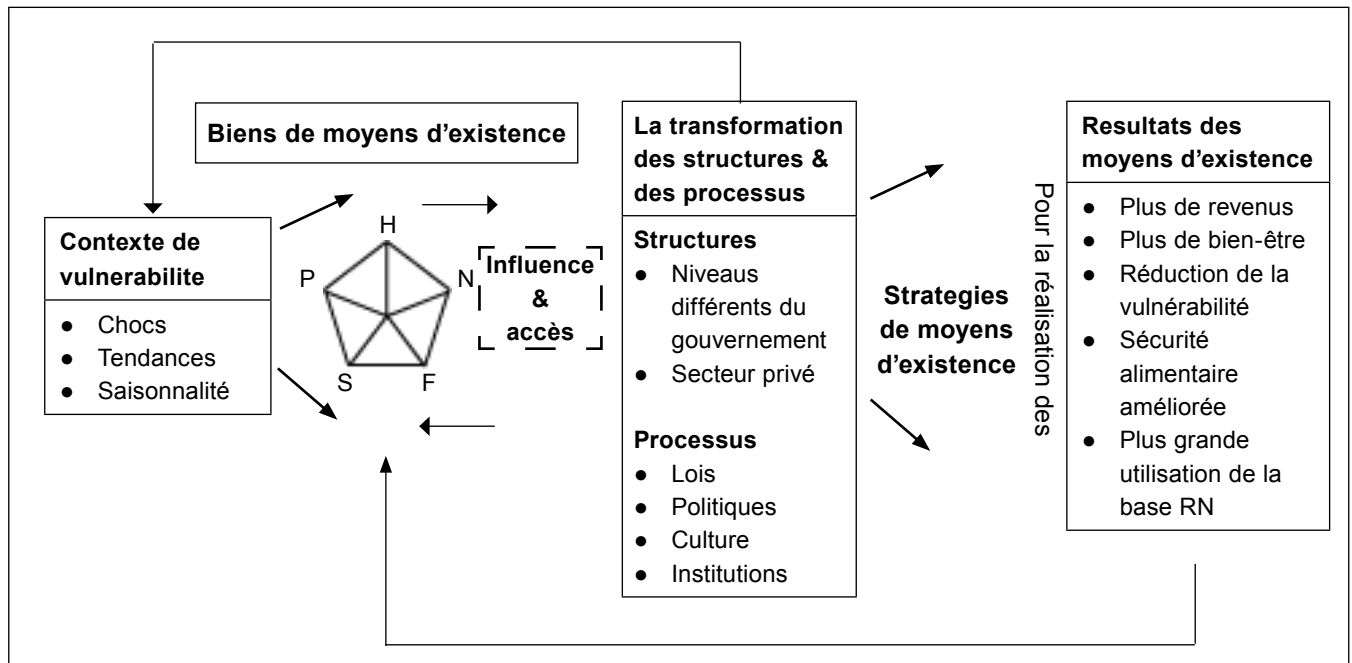 Biens de moyens d'existence
Contexte de
vulnerabilite
● Chocs
● Tendances
● Saisonnalité
H
P
N
S
F
Influence
&
accès
La transformation
des structures &
des processus
Structures
● Niveaus
différents du
gouvernement
● Secteur privé
Processus
● Lois
● Politiques
● Culture
● Institutions
Strategies
de moyens
d'existence
Pour la réalisation des
Resultats des
moyens d'existence
● Plus de revenus
● Plus de bien-être
● Réduction de la
vulnérabilité
● Sécurité
alimentaire
améliorée
● Plus grande
utilisation de la
base RN